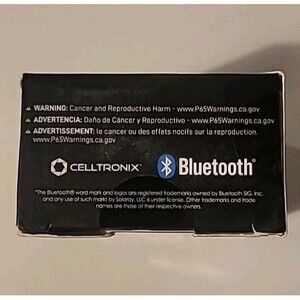 ⚠ WARNING: Cancer and Reproductive Harm - www.P65Warnings.ca.gov
⚠ ADVERTENCIA: Daño de Cáncer y Reproductivo - www.P65Warnings.ca.gov
⚠ ADVERTISSEMENT: le cancer ou des effets nocifs sur la reproduction.
www.P65Warnings.ca.gov
CELLTRONIX™ Bluetooth®
*The Bluetooth® word mark and logos are registered trademarks owned by Bluetooth SIG, Inc.
and any use of such marks by Solaray, LLC is under license. Other trademarks and trade
names are those of their respective owners.